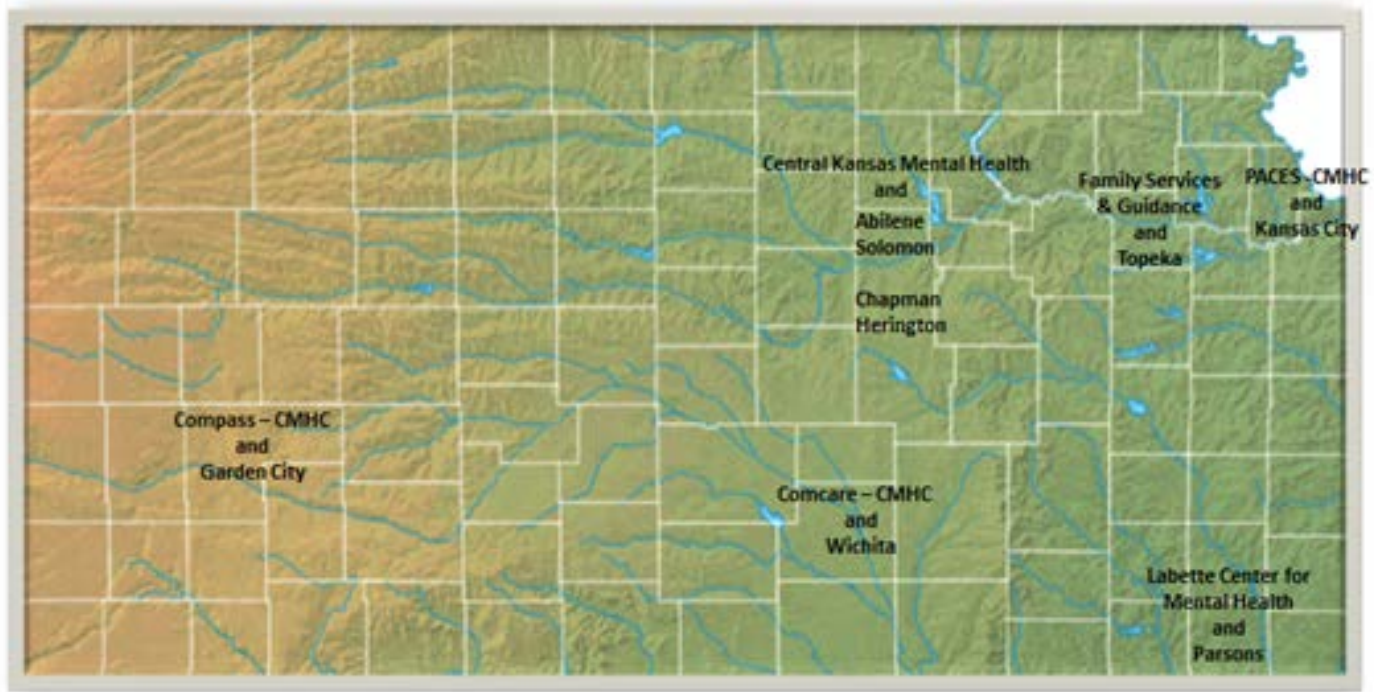 Central Kansas Mental Health
and
Abilene
Solomon
Chapman
Herington
Family Services
& Guidance
and
Topeka
PACES -CMHC
and
Kansas City
Compass – CMHC
and
Garden City
Comcare – CMHC
and
Wichita
Labette Center for
Mental Health
and
Parsons